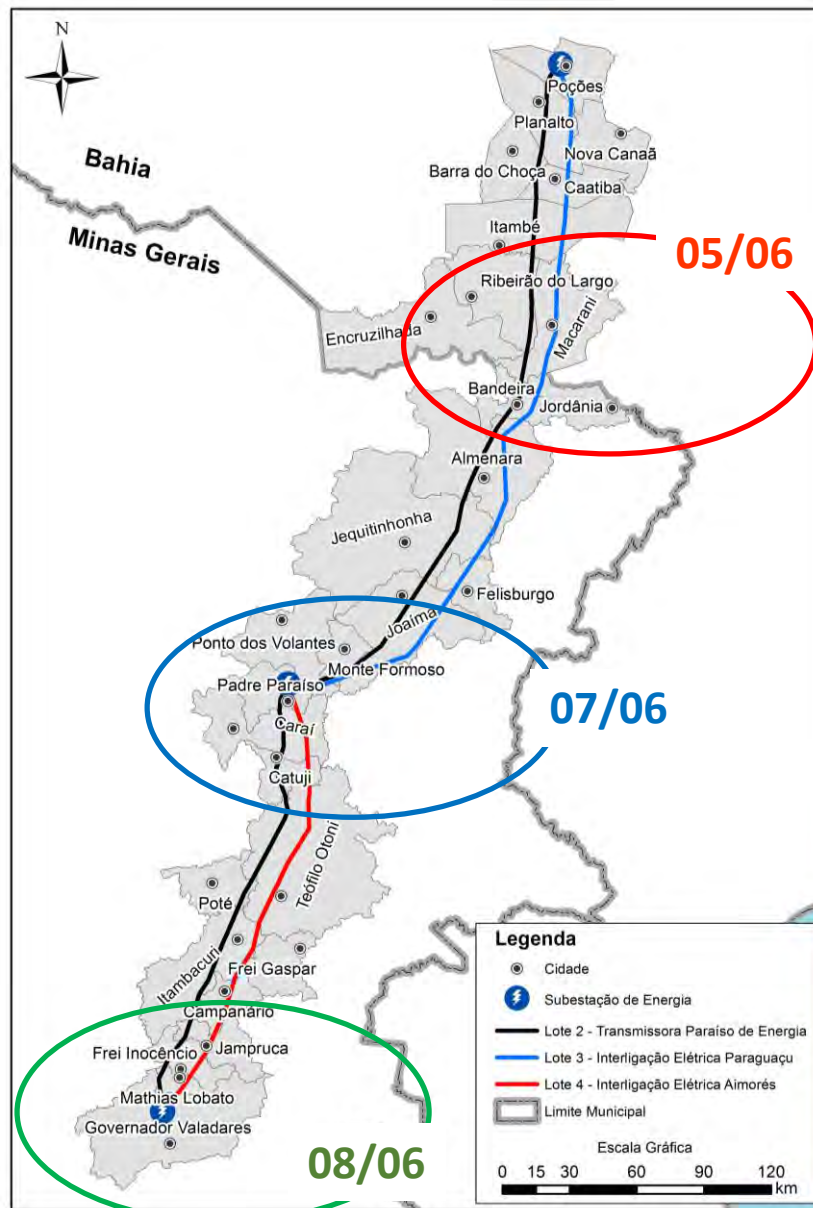 N
Bahia
Minas Gerais
Poções
Planalto
Nova Canaã
Barra do Choça
Caatiba
Itambé
05/06
Ribeirão do Largo
Encruzilhada
Macarani
Bandeira
Jordânia
Almenara
Jequitinhonha
Felisburgo
Joaíma
Ponto dos Volantes
Monte Formoso
Padre Paraíso
07/06
Caraí
Catuji
Teófilo Otoni
Poté
Itambacuri
Frei Gaspar
Campanário
Frei Inocêncio
Jampruca
Mathias Lobato
Governador Valadares
08/06
Legenda
Cidade
Subestação de Energia
Lote 2 - Transmissora Paraíso de Energia
Lote 3 - Interligação Elétrica Paraguaçu
Lote 4 - Interligação Elétrica Aimorés
Limite Municipal
Escala Gráfica
0 15 30 60 90 120
km